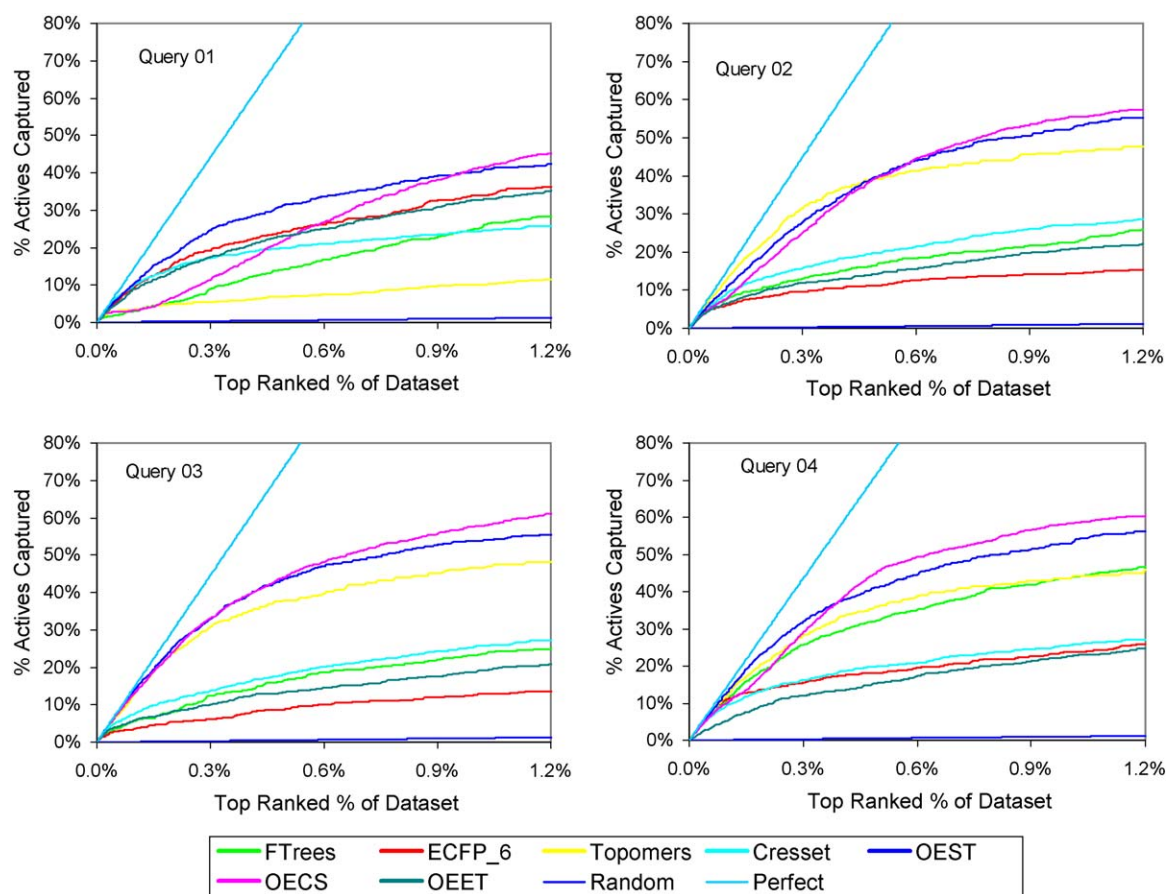 80%
70%
60%
50%
40%
30%
20%
10%
0%
% Actives Captured
Query 01
0.0% 0.3% 0.6% 0.9% 1.2%
Top Ranked % of Dataset
80%
70%
60%
50%
40%
30%
20%
10%
0%
% Actives Captured
Query 02
0.0% 0.3% 0.6% 0.9% 1.2%
Top Ranked % of Dataset
80%
70%
60%
50%
40%
30%
20%
10%
0%
% Actives Captured
Query 03
0.0% 0.3% 0.6% 0.9% 1.2%
Top Ranked % of Dataset
80%
70%
60%
50%
40%
30%
20%
10%
0%
% Actives Captured
Query 04
0.0% 0.3% 0.6% 0.9% 1.2%
Top Ranked % of Dataset
FTrees ECFP_6 Topomers Cresset OEST
OECS OEET Random Perfect